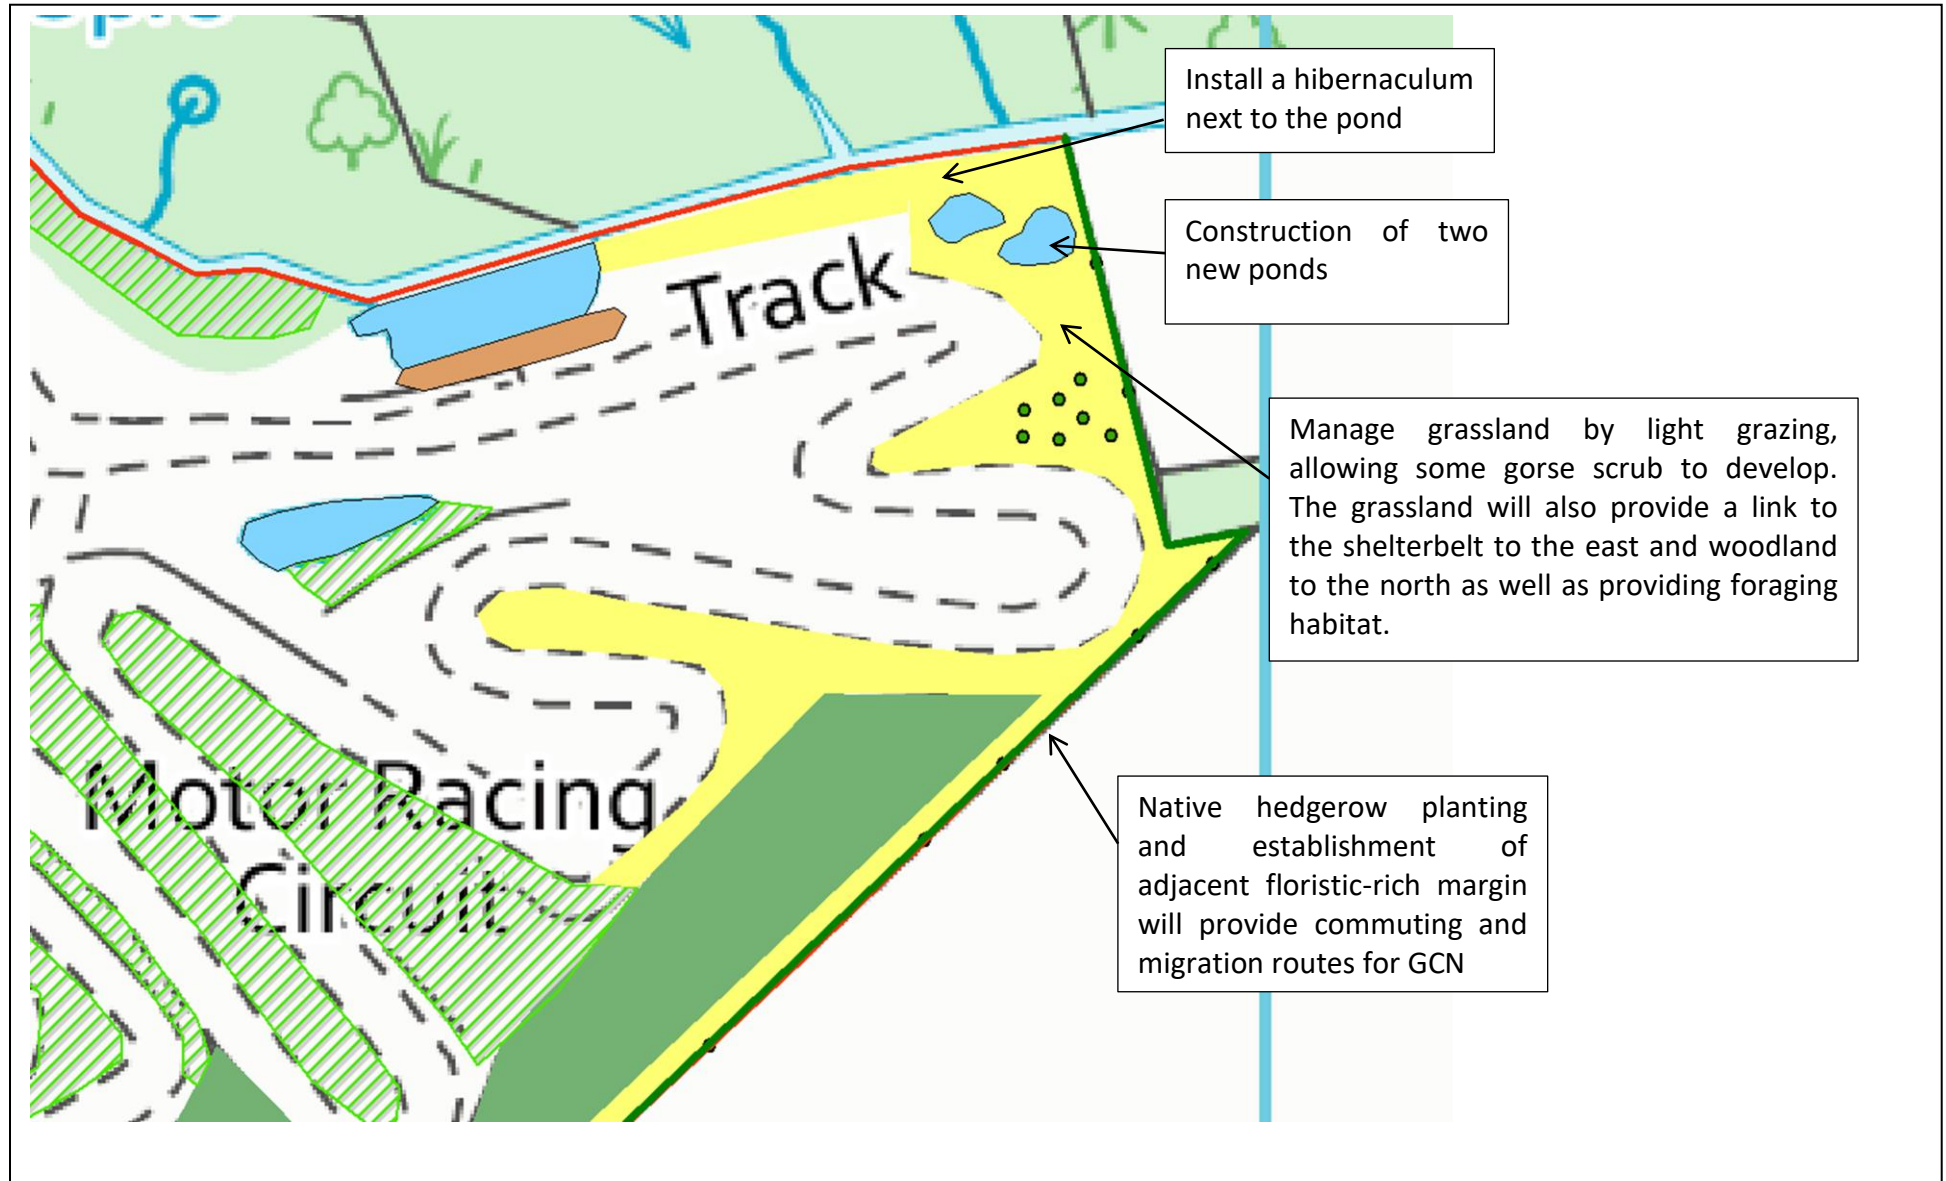 Install a hibernaculum
next to the pond
Construction of two
new ponds
Track
Manage grassland by light grazing,
allowing some gorse scrub to develop.
The grassland will also provide a link to
the shelterbelt to the east and woodland
to the north as well as providing foraging
habitat.
Motor Racing
Circuit
Native hedgerow planting
and establishment of
adjacent floristic-rich margin
will provide commuting and
migration routes for GCN